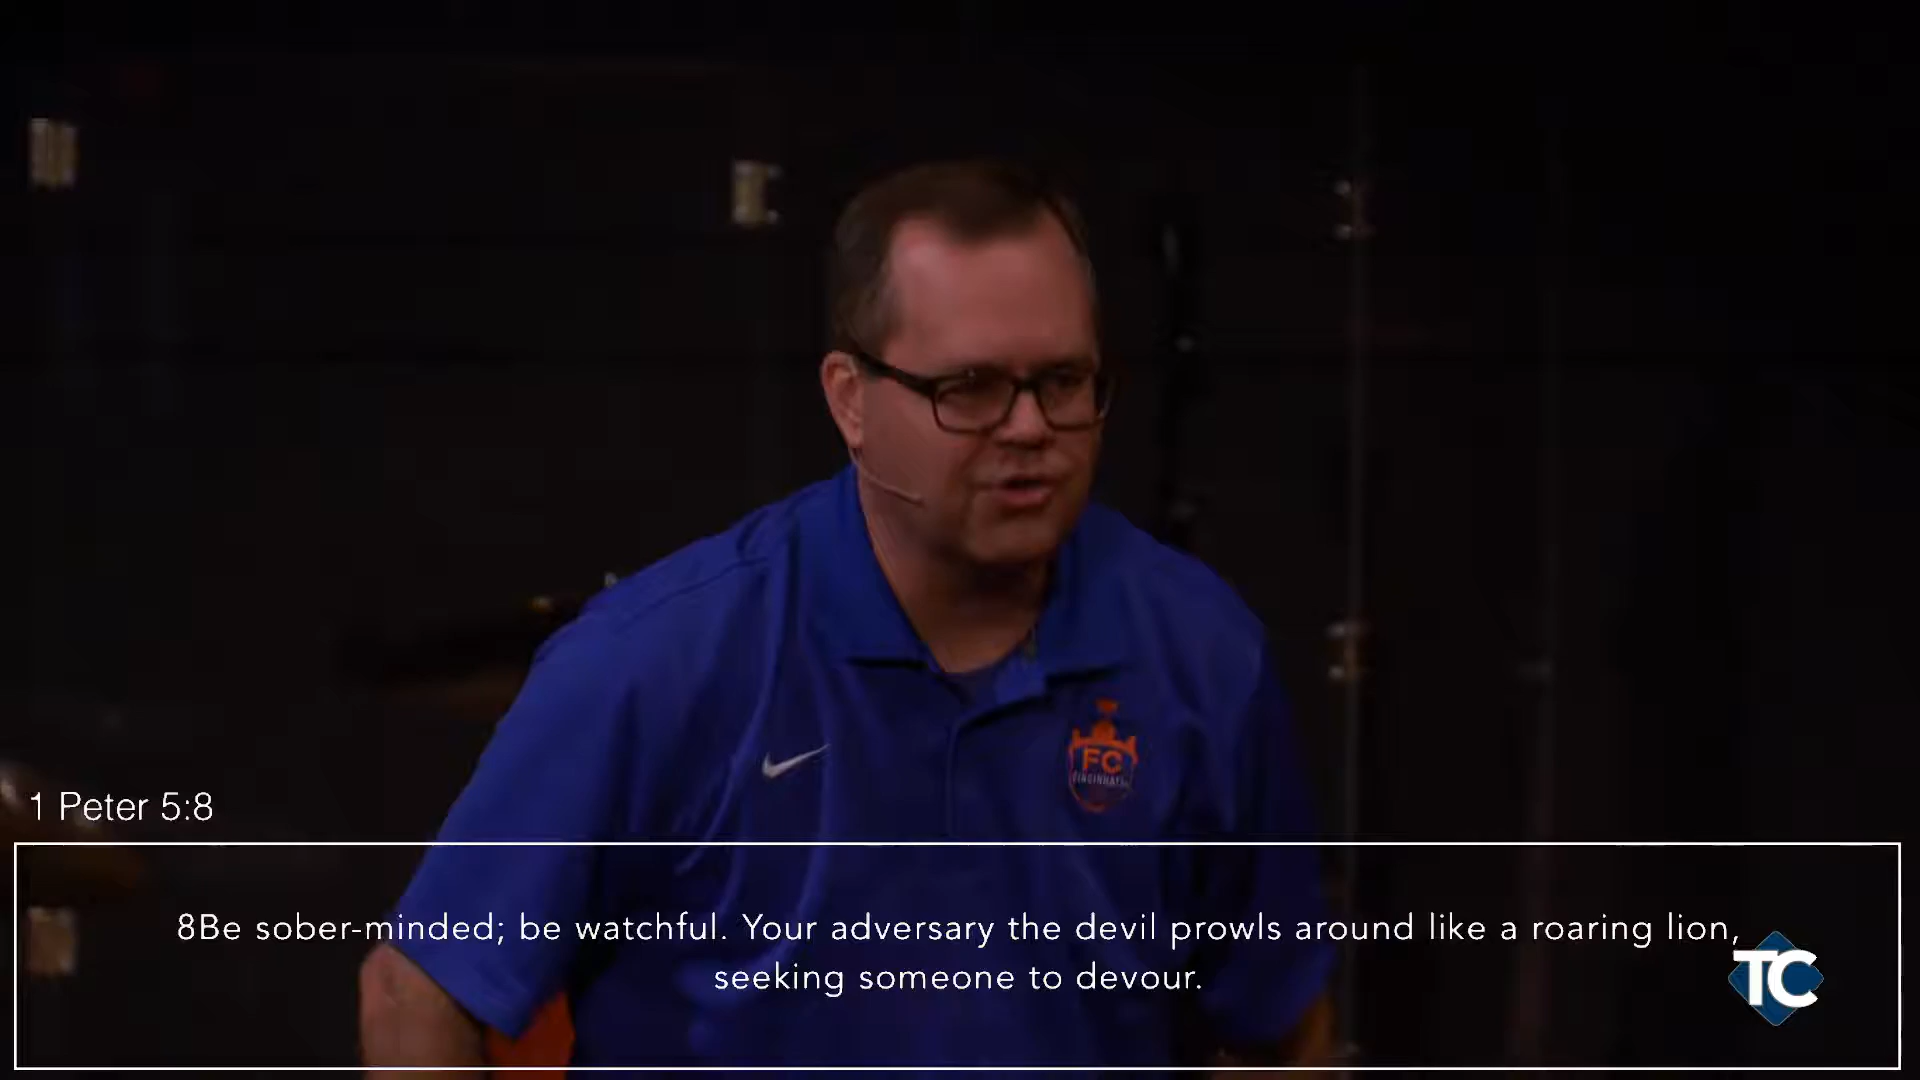 FC
CINCINNATI
1 Peter 5:8
8Be sober-minded; be watchful. Your adversary the devil prowls around like a roaring lion,
seeking someone to devour.
TC